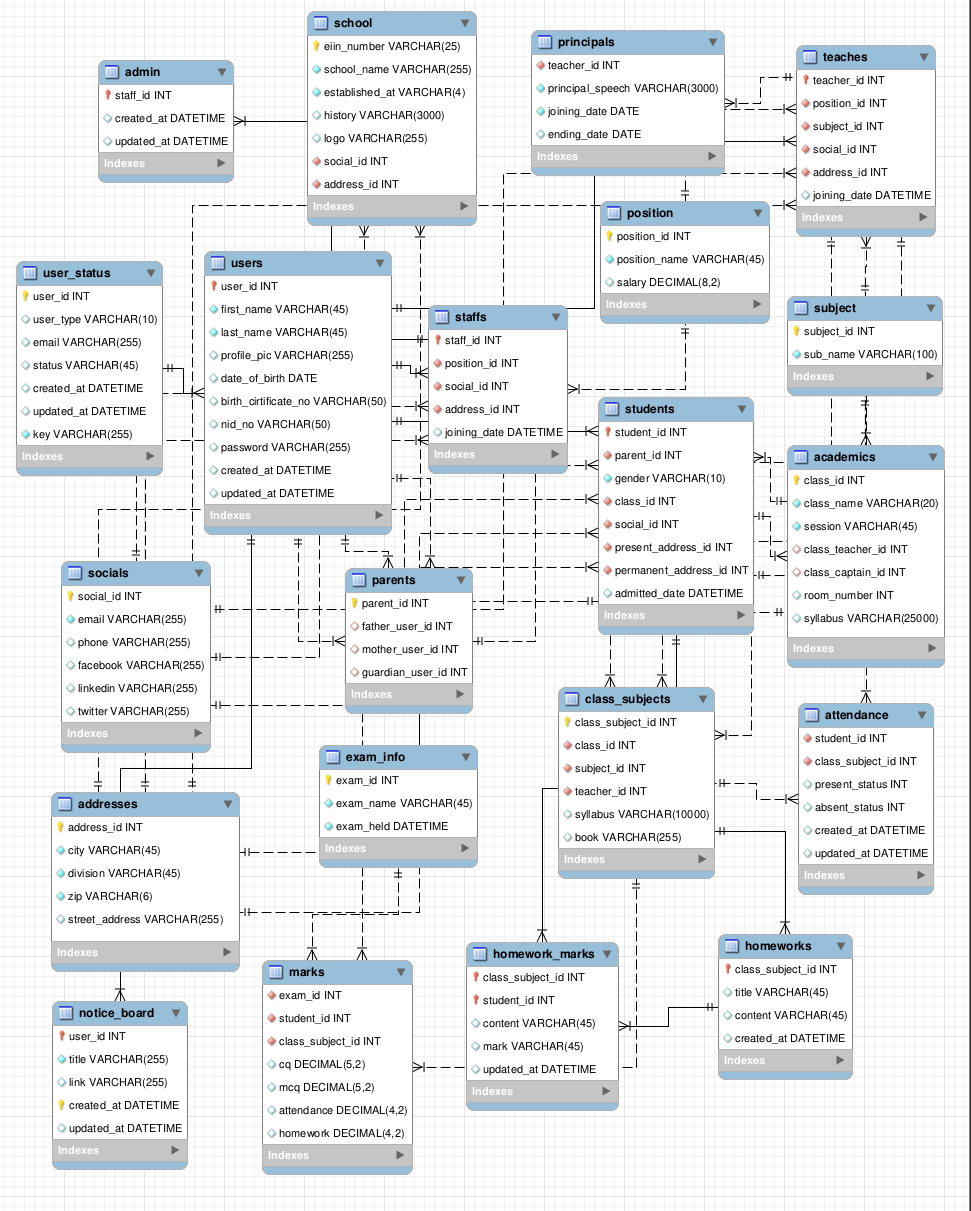 school
eiin_number VARCHAR(25)
school_name VARCHAR(255)
established_at VARCHAR(4)
history VARCHAR(3000)
logo VARCHAR(255)
social_id INT
address_id INT
Indexes
principals
teacher_id INT
principal_speech VARCHAR(3000)
joining_date DATE
ending_date DATE
Indexes
teaches
teacher_id INT
position_id INT
subject_id INT
social_id INT
address_id INT
joining_date DATETIME
Indexes
admin
staff_id INT
created_at DATETIME
updated_at DATETIME
Indexes
position
position_id INT
position_name VARCHAR(45)
salary DECIMAL(8,2)
Indexes
user_status
user_id INT
user_type VARCHAR(10)
email VARCHAR(255)
status VARCHAR(45)
created_at DATETIME
updated_at DATETIME
key VARCHAR(255)
Indexes
users
user_id INT
first_name VARCHAR(45)
last_name VARCHAR(45)
profile_pic VARCHAR(255)
date_of_birth DATE
birth_cirtificate_no VARCHAR(50)
nid_no VARCHAR(50)
password VARCHAR(255)
created_at DATETIME
updated_at DATETIME
Indexes
staffs
staff_id INT
position_id INT
social_id INT
address_id INT
joining_date DATETIME
Indexes
subject
subject_id INT
sub_name VARCHAR(100)
Indexes
students
student_id INT
parent_id INT
gender VARCHAR(10)
class_id INT
social_id INT
present_address_id INT
permanent_address_id INT
admitted_date DATETIME
Indexes
academics
class_id INT
class_name VARCHAR(20)
session VARCHAR(45)
class_teacher_id INT
class_captain_id INT
room_number INT
syllabus VARCHAR(25000)
Indexes
socials
social_id INT
email VARCHAR(255)
phone VARCHAR(255)
facebook VARCHAR(255)
linkedin VARCHAR(255)
twitter VARCHAR(255)
Indexes
parents
parent_id INT
father_user_id INT
mother_user_id INT
guardian_user_id INT
Indexes
class_subjects
class_subject_id INT
class_id INT
subject_id INT
teacher_id INT
syllabus VARCHAR(10000)
book VARCHAR(255)
Indexes
attendance
student_id INT
class_subject_id INT
present_status INT
absent_status INT
created_at DATETIME
updated_at DATETIME
Indexes
exam_info
exam_id INT
exam_name VARCHAR(45)
exam_held DATETIME
Indexes
addresses
address_id INT
city VARCHAR(45)
division VARCHAR(45)
zip VARCHAR(6)
street_address VARCHAR(255)
Indexes
homeworks
class_subject_id INT
title VARCHAR(45)
content VARCHAR(45)
created_at DATETIME
Indexes
homework_marks
class_subject_id INT
student_id INT
content VARCHAR(45)
mark VARCHAR(45)
updated_at DATETIME
Indexes
marks
exam_id INT
student_id INT
class_subject_id INT
cq DECIMAL(5,2)
mcq DECIMAL(5,2)
attendance DECIMAL(4,2)
homework DECIMAL(4,2)
Indexes
notice_board
user_id INT
title VARCHAR(255)
link VARCHAR(255)
created_at DATETIME
updated_at DATETIME
Indexes